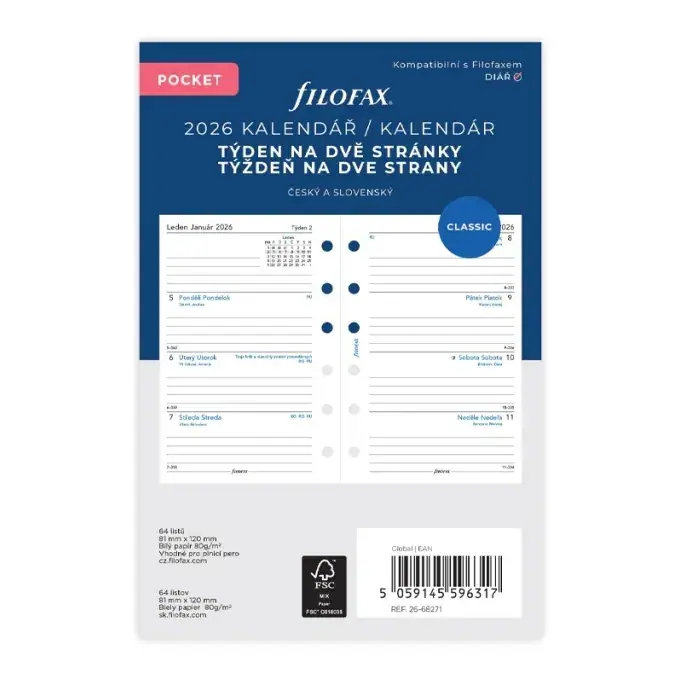 POCKET
Kompatibilní s Filofaxem
DIÁŘ
FILOFAX®
2026 KALENDÁŘ / KALENDÁR
TÝDEN NA DVĚ STRÁNKY
TÝŽDEŇ NA DVE STRANY
ČESKÝ A SLOVENSKÝ
CLASSIC
Leden Január 2026
Týden 2
Leden
2026
8
5 Pondělí Pondelok
Pátek Piatok 9
6 Úterý Utorok
Sobota Sobota 10
7 Středa Streda
Neděle Nedeľa 11
filofax
filofax
filofax
64 listů
81 mm x 120 mm
Bílý papír 80g/m²
Vhodné pro plnicí pero
cz.filofax.com
64 listov
81 mm x 120 mm
Biely papier 80g/m²
sk.filofax.com
FSC
MIX
Paper
Global | EAN
5 059145 596317
REF. 26-68271